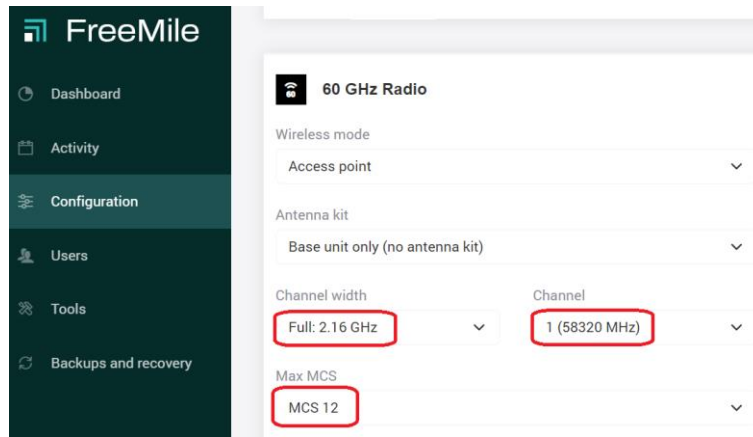 FreeMile
Dashboard
Activity
Configuration
Users
Tools
Backups and recovery
60
60 GHz Radio
Wireless mode
Access point
Antenna kit
Base unit only (no antenna kit)
Channel width
Channel
Full: 2.16 GHz
1 (58320 MHz)
Max MCS
MCS 12